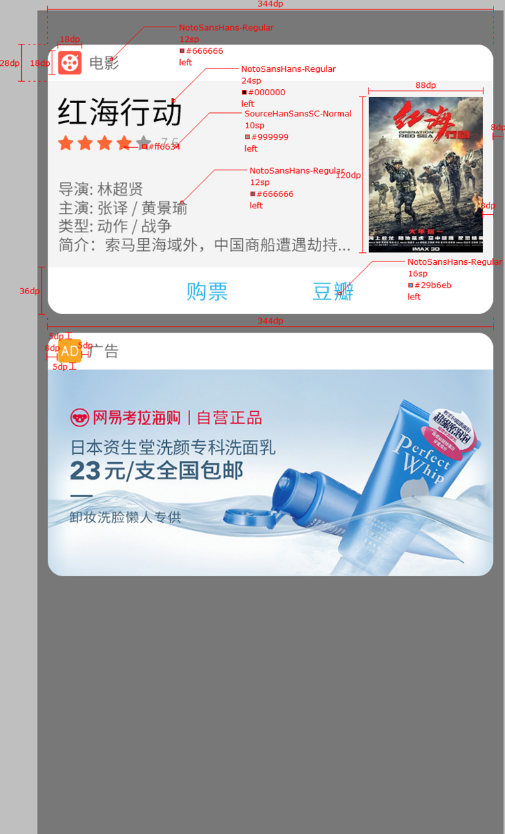 344dp
NotoSansHans-Regular
12sp
#666666
left
18dp
28dp
18dp
电影
NotoSansHans-Regular
24sp
#000000
left
88dp
红海行动
SourceHanSansSC-Normal
10sp
#999999
left
8dp
7.6
#ff6634
红海
行动
OPERATION
RED SEA
120dp
NotoSansHans-Regular
12sp
#666666
left
导演: 林超贤
主演: 张译 / 黄景瑜
类型: 动作 / 战争
简介：索马里海域外，中国商船遭遇劫持...
8dp
IMAX 3D
NotoSansHans-Regular
16sp
#29b6eb
left
36dp
购票
豆瓣
344dp
5dp
8dp
5dp
AD
广告
5dp
网易考拉海购 | 自营正品
日本资生堂洗颜专科洗面乳
23元/支全国包邮
卸妆洗脸懒人专供
Perfect
Whip